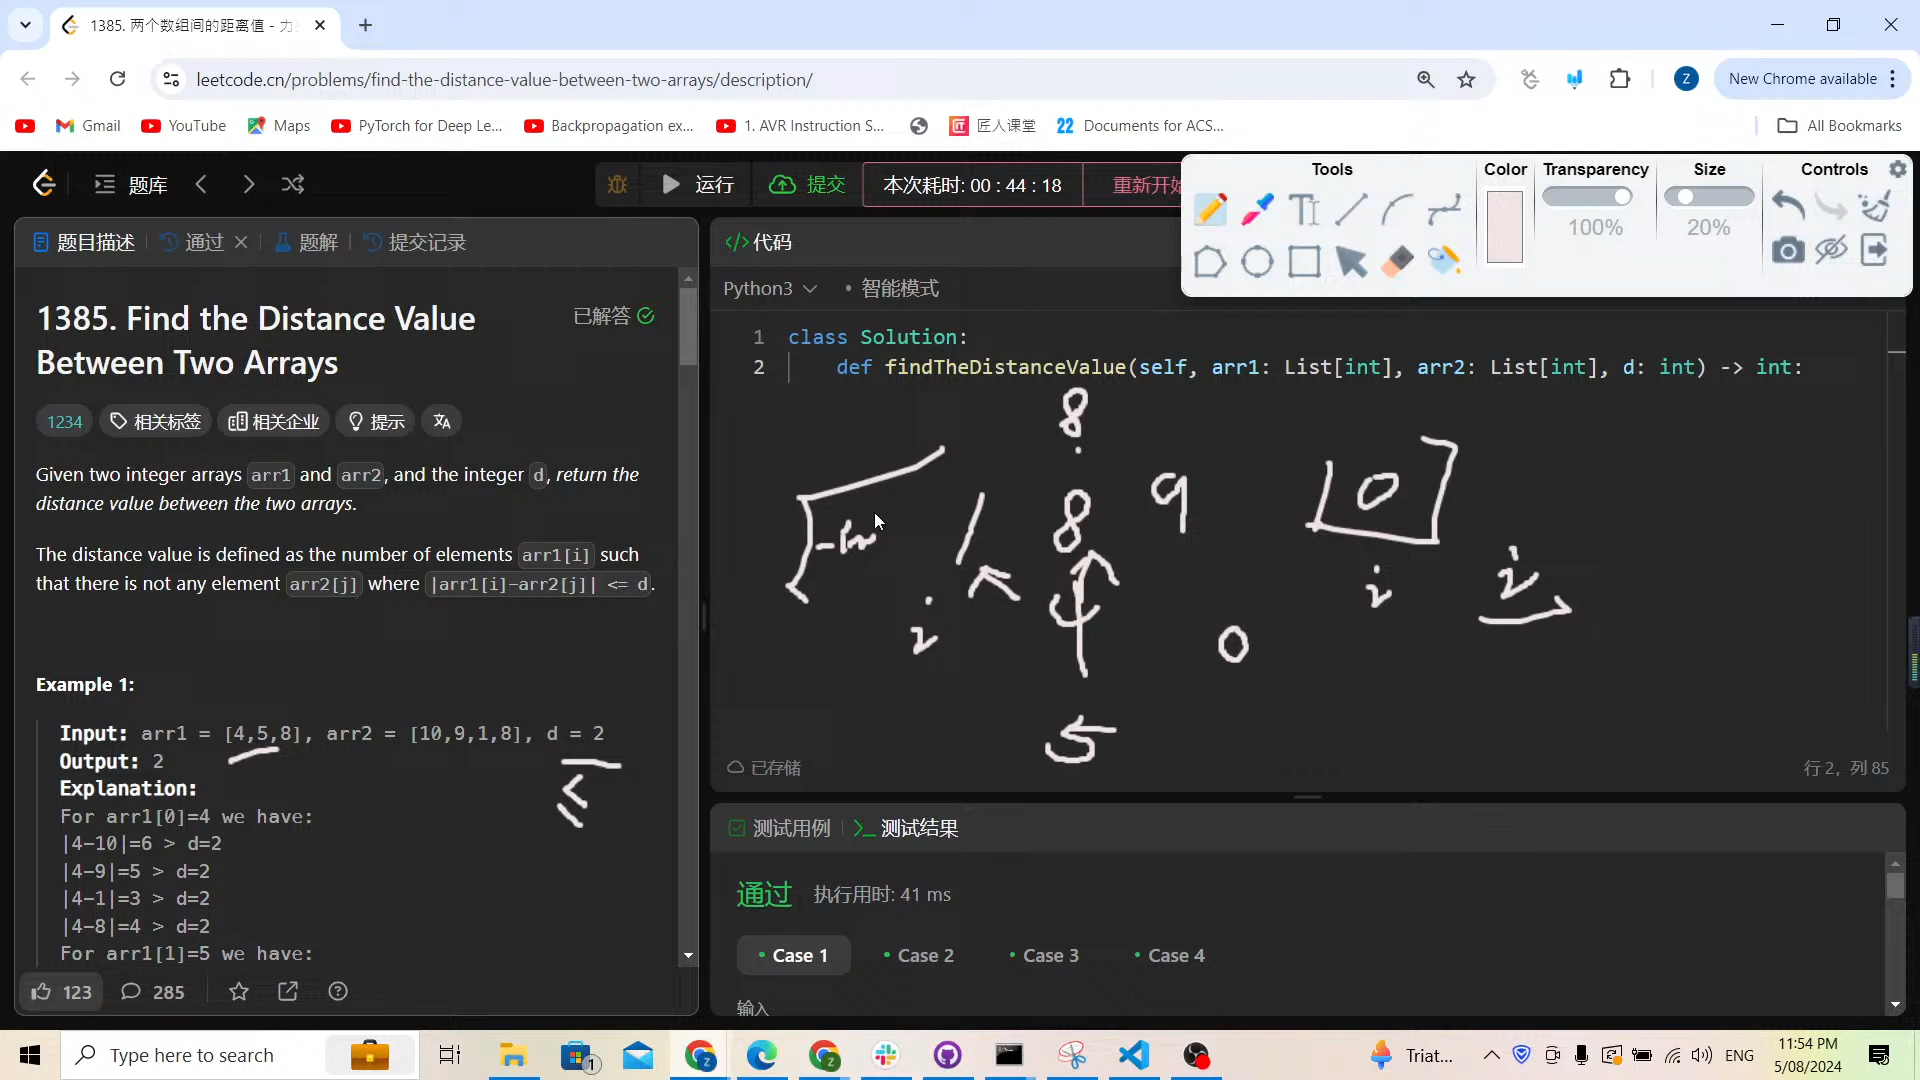 1385. 两个数组间的距离值 - 力
leetcode.cn/problems/find-the-distance-value-between-two-arrays/description/
Z
New Chrome available
Gmail
YouTube
Maps
PyTorch for Deep Le...
Backpropagation ex...
1. AVR Instruction S...
匠人课堂
22 Documents for ACS...
All Bookmarks
题库
运行
提交
本次耗时: 00 : 44 : 18
重新开始
Tools
Color
Transparency
Size
Controls
100%
20%
题目描述
通过
题解
提交记录
1385. Find the Distance Value
Between Two Arrays
已解答
1234
相关标签
相关企业
提示
Given two integer arrays arr1 and arr2, and the integer d, return the
distance value between the two arrays.
The distance value is defined as the number of elements arr1[i] such
that there is not any element arr2[j] where |arr1[i]-arr2[j]| <= d.
Example 1:
Input: arr1 = [4,5,8], arr2 = [10,9,1,8], d = 2
≤
Output: 2
Explanation:
For arr1[0]=4 we have:
|4-10|=6 > d=2
|4-9|=5 > d=2
|4-1|=3 > d=2
|4-8|=4 > d=2
For arr1[1]=5 we have:
123
285
</>代码
Python3
• 智能模式
1 class Solution:
2 def findTheDistanceValue(self, arr1: List[int], arr2: List[int], d: int) -> int:
8
1 8 9 10
i i i
4 0
5
已存储
行 2, 列 85
测试用例
测试结果
通过
执行用时: 41 ms
Case 1
Case 2
Case 3
Case 4
输入
Type here to search
1
Triat...
ENG
11:54 PM
5/08/2024